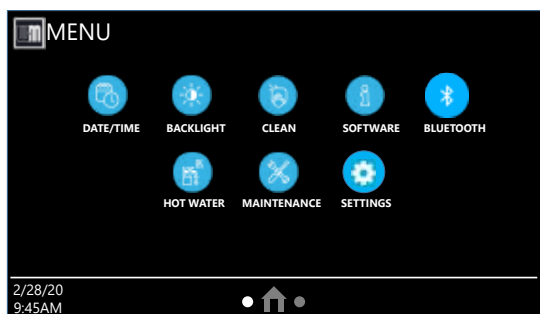 MENU
DATE/TIME BACKLIGHT CLEAN SOFTWARE BLUETOOTH
HOT WATER MAINTENANCE SETTINGS
2/28/20
9:45AM